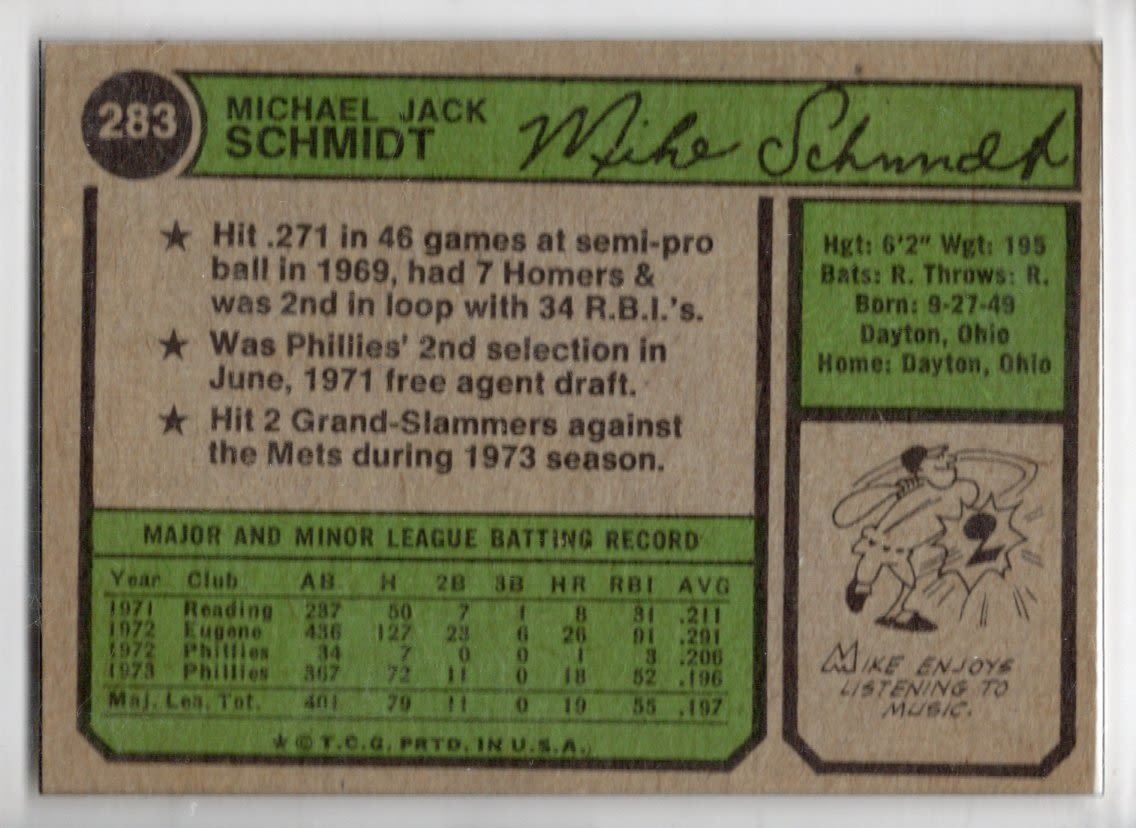 283
MICHAEL JACK
SCHMIDT
Mike Schmidt
★ Hit .271 in 46 games at semi-pro
ball in 1969, had 7 Homers &
was 2nd in loop with 34 R.B.I.'s.
★ Was Phillies' 2nd selection in
June, 1971 free agent draft.
★ Hit 2 Grand-Slammers against
the Mets during 1973 season.
Hgt: 6'2" Wgt: 195
Bats: R. Throws: R.
Born: 9-27-49
Dayton, Ohio
Home: Dayton, Ohio
MAJOR AND MINOR LEAGUE BATTING RECORD
Year Club AB H 2B 3B HR RBI AVG
1971 Reading 237 50 7 1 8 31 .211
1972 Eugene 436 127 23 6 26 91 .291
1972 Phillies 34 7 0 0 1 3 .206
1973 Phillies 367 72 11 0 18 52 .196
Maj. Lea. Tot. 401 79 11 0 19 55 .197
★ © T.C.G. PRTD. IN U.S.A.
2
MIKE ENJOYS
LISTENING TO
MUSIC.